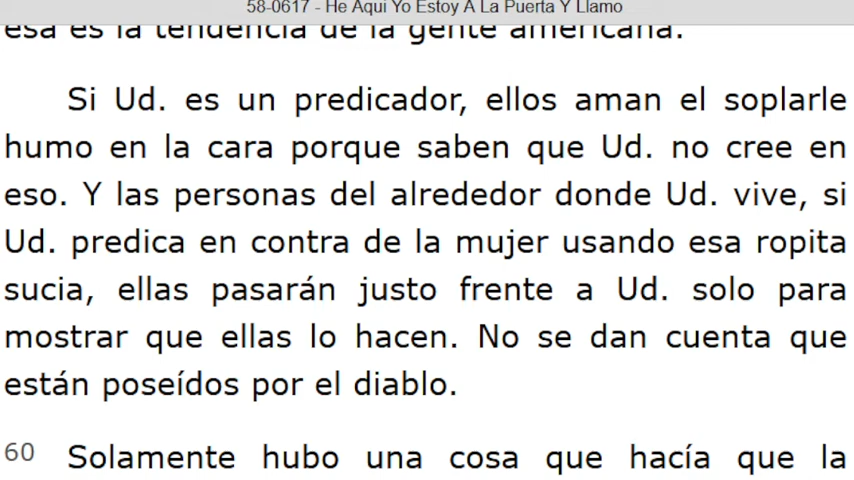 58-0617 - He Aquí Yo Estoy A La Puerta Y Llamo
esa es la tendencia de la gente americana.
Si Ud. es un predicador, ellos aman el soplarle
humo en la cara porque saben que Ud. no cree en
eso. Y las personas del alrededor donde Ud. vive, si
Ud. predica en contra de la mujer usando esa ropita
sucia, ellas pasarán justo frente a Ud. solo para
mostrar que ellas lo hacen. No se dan cuenta que
están poseídos por el diablo.
60 Solamente hubo una cosa que hacía que la